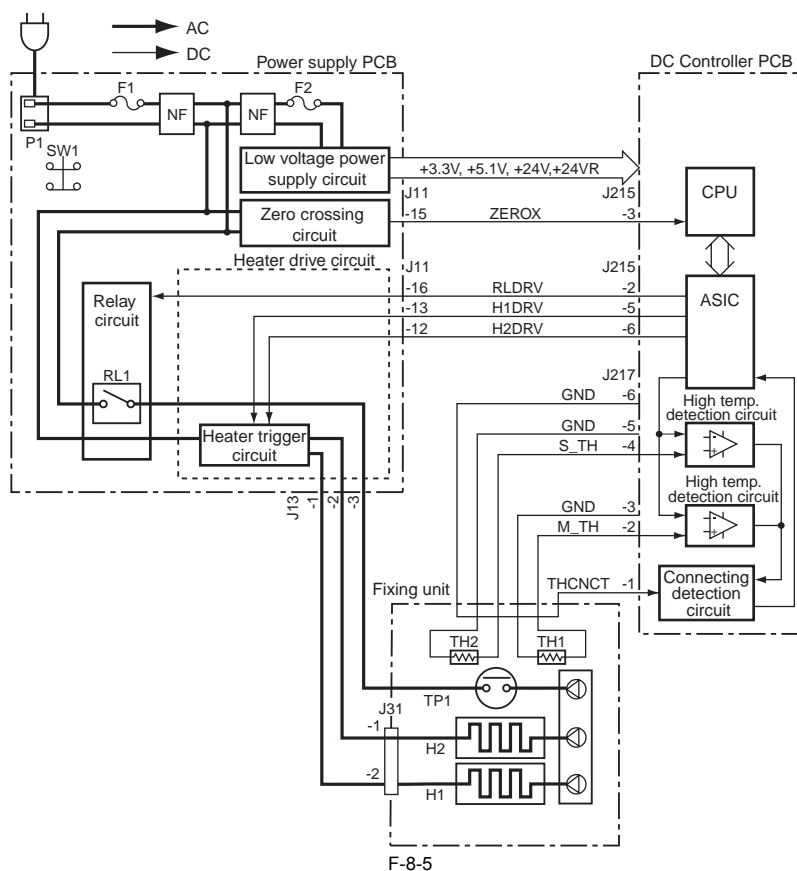 AC
DC
Power supply PCB
DC Controller PCB
F1
F2
NF
NF
P1
SW1
Low voltage power
supply circuit
+3.3V, +5.1V, +24V,+24VR
CPU
J11
J215
Zero crossing
circuit
-15
ZEROX
-3
Heater drive circuit
J11
J215
Relay
circuit
-16
RLDRV
-2
ASIC
-13
H1DRV
-5
-12
H2DRV
-6
RL1
J217
GND
-6
High temp.
detection circuit
Heater trigger
circuit
GND
-5
S_TH
-4
High temp.
detection circuit
J13
-1
-2
-3
GND
-3
M_TH
-2
Fixing unit
THCNCT
-1
Connecting
detection
circuit
TH2
TH1
TP1
J31
-1
H2
-2
H1
F-8-5